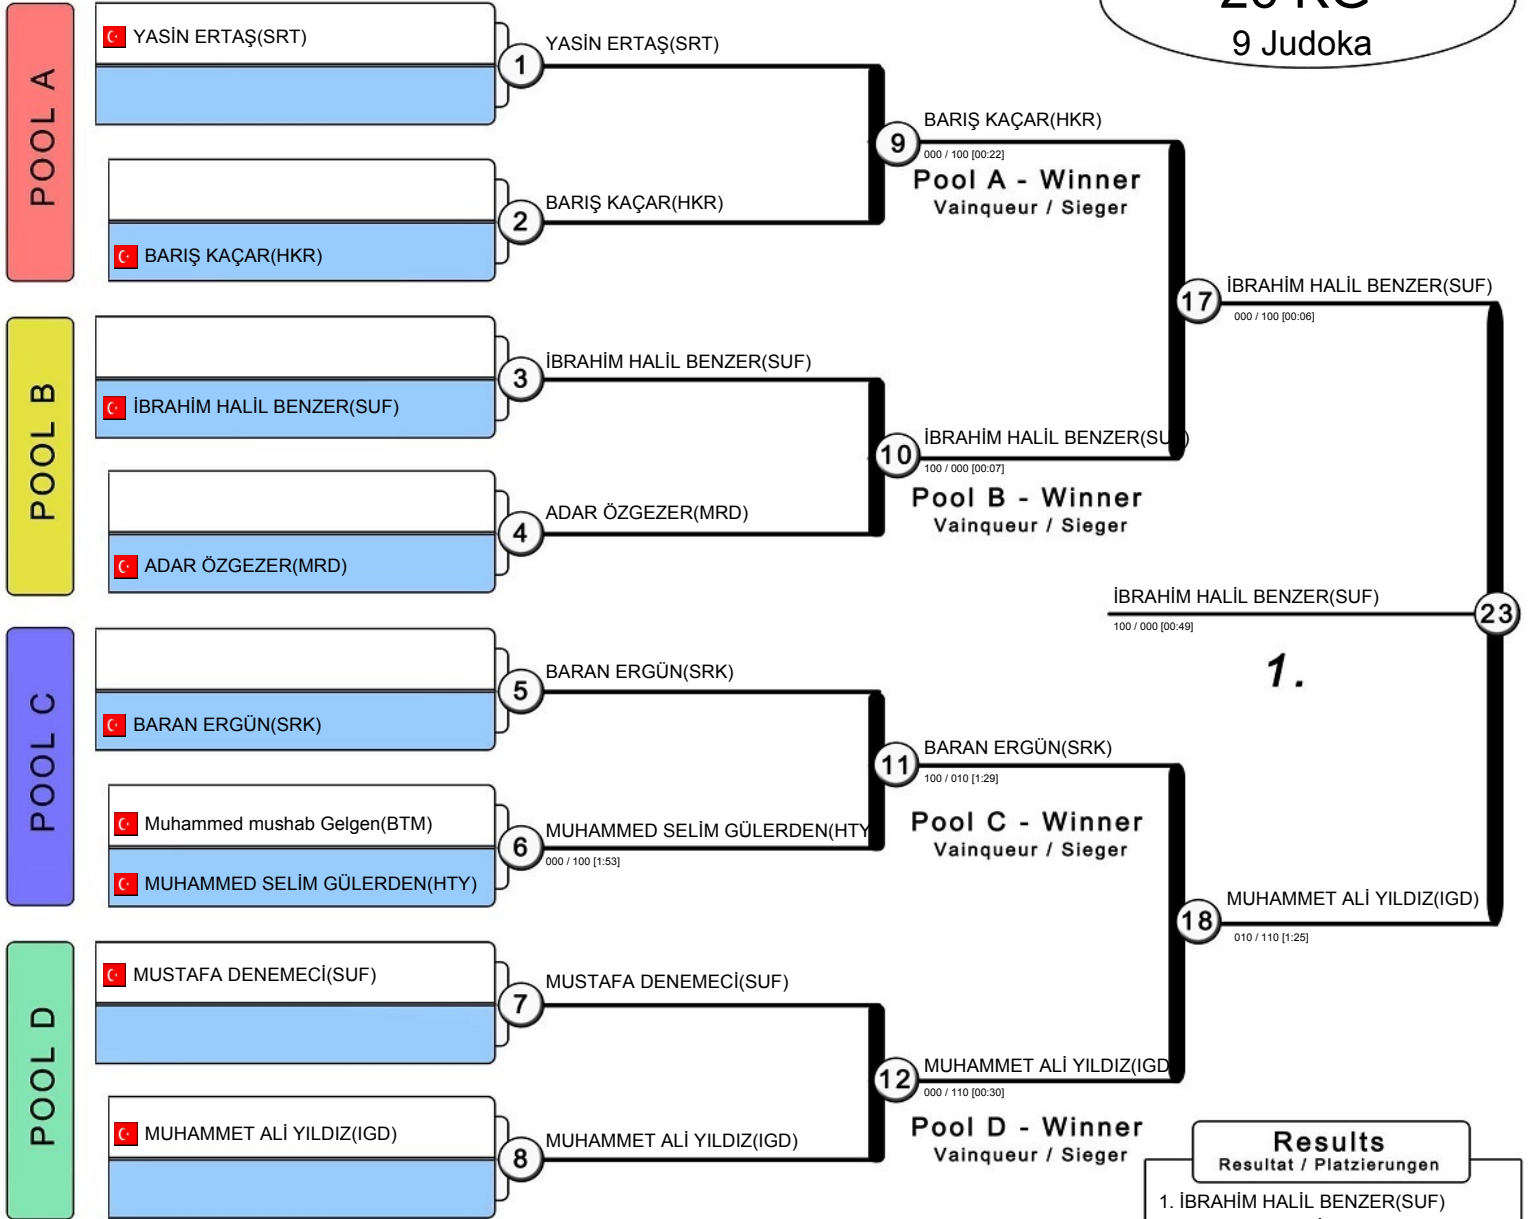 9 Judoka
POOL A
YASİN ERTAŞ(SRT)
1
YASİN ERTAŞ(SRT)
2
BARIŞ KAÇAR(HKR)
BARIŞ KAÇAR(HKR)
9
BARIŞ KAÇAR(HKR)
000 / 100 [00:22]
Pool A - Winner
Vainqueur / Sieger
POOL B
3
İBRAHİM HALİL BENZER(SUF)
İBRAHİM HALİL BENZER(SUF)
4
ADAR ÖZGEZER(MRD)
ADAR ÖZGEZER(MRD)
10
İBRAHİM HALİL BENZER(SUF)
100 / 000 [00:07]
Pool B - Winner
Vainqueur / Sieger
17
İBRAHİM HALİL BENZER(SUF)
000 / 100 [00:06]
POOL C
5
BARAN ERGÜN(SRK)
BARAN ERGÜN(SRK)
Muhammed mushab Gelgen(BTM)
6
MUHAMMED SELİM GÜLERDEN(HTY)
MUHAMMED SELİM GÜLERDEN(HTY
000 / 100 [1:53]
11
BARAN ERGÜN(SRK)
100 / 010 [1:29]
Pool C - Winner
Vainqueur / Sieger
POOL D
MUSTAFA DENEMECİ(SUF)
7
MUSTAFA DENEMECİ(SUF)
MUHAMMET ALİ YILDIZ(IGD)
8
MUHAMMET ALİ YILDIZ(IGD)
12
MUHAMMET ALİ YILDIZ(IGD
000 / 110 [00:30]
Pool D - Winner
Vainqueur / Sieger
18
MUHAMMET ALİ YILDIZ(IGD)
010 / 110 [1:25]
İBRAHİM HALİL BENZER(SUF)
100 / 000 [00:49]
23
1.
Results
Resultat / Platzierungen
1. İBRAHİM HALİL BENZER(SUF)